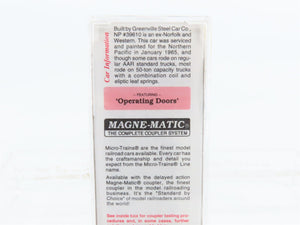 Car Information
Built by Greenville Steel Car Co.,
NP #39610 is an ex-Norfolk and
Western. This car was serviced
and painted for the Northern
Pacific in January 1965, and
though some cars rode on regu-
lar AAR standard trucks, most
rode on 50-ton capacity trucks
with a combination coil and
eliptic leaf springs.
— FEATURING —
'Operating Doors'
MAGNE-MATIC®
THE COMPLETE COUPLER SYSTEM
Micro-Trains® are the finest model
railroad cars available. Every car has
the craftsmanship and detail you
expect from the Micro-Trains® Line
name.
Available with the delayed action
Magne-Matic® coupler, the finest
coupler in the model railroading
business. It's the "Standard by
Choice" of model railroaders around
the world!
See inside tuls for coupler testing pro-
cedures and, in some cases, further